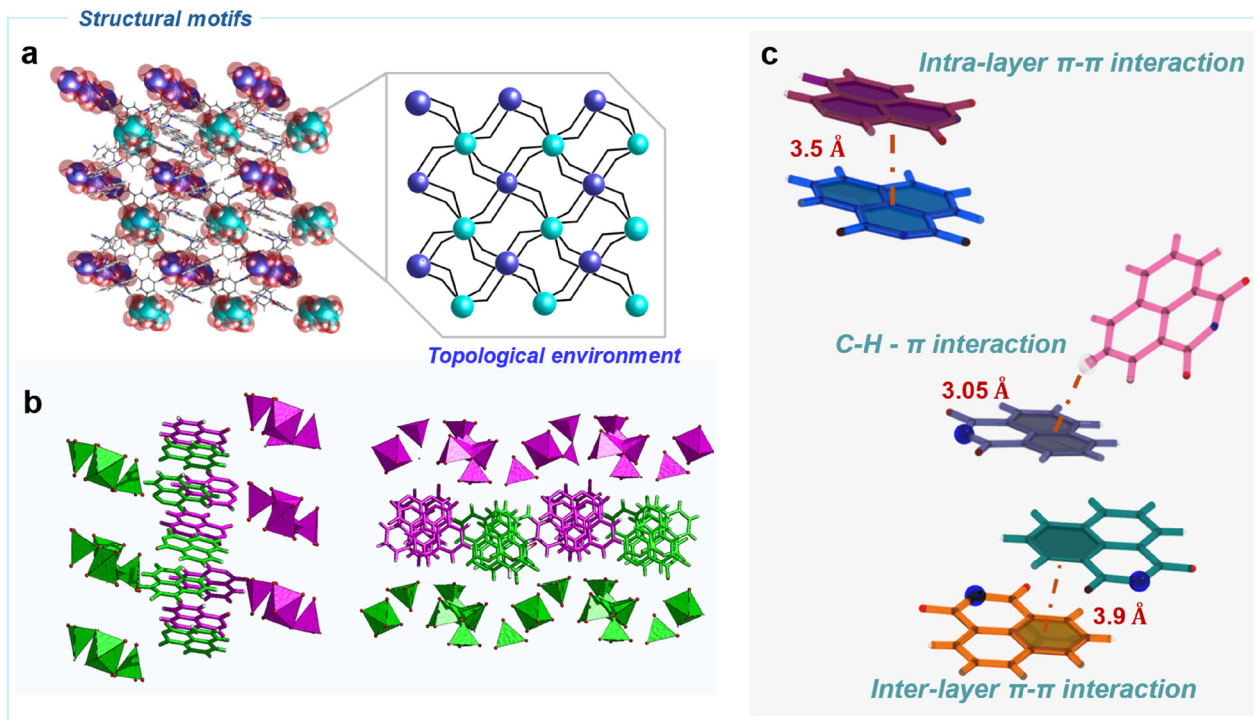 Structural motifs
a
Topological environment
b
c
Intra-layer π-π interaction
3.5 Å
C-H - π interaction
3.05 Å
3.9 Å
Inter-layer π-π interaction